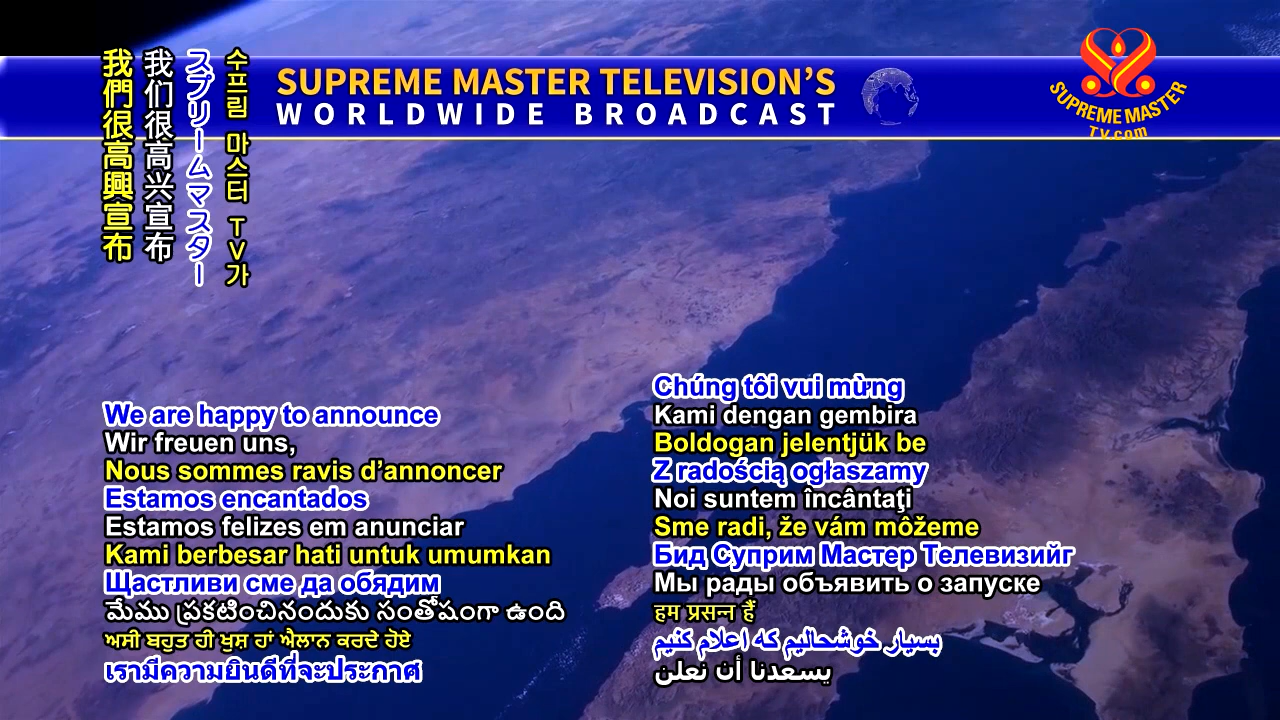 SUPREME MASTER TELEVISION’S
WORLDWIDE BROADCAST
SUPREME MASTER
TV.com
我們很高興宣布
我们很高兴宣布
スプリームマスター
수프림 마스터 TV가
We are happy to announce
Wir freuen uns,
Nous sommes ravis d’annoncer
Estamos encantados
Estamos felizes em anunciar
Kami berbesar hati untuk umumkan
Щастливи сме да обядим
మేము ప్రకటించినందుకు సంతోషంగా ఉంది
ਅਸੀ ਬਹੁਤ ਹੀ ਖੁਸ਼ ਹਾਂ ਐਲਾਨ ਕਰਦੇ ਹੋਏ
เรามีความยินดีที่จะประกาศ
Chúng tôi vui mừng
Kami dengan gembira
Boldogan jelentjük be
Z radością ogłaszamy
Noi suntem încântaţi
Sme radi, že vám môžeme
Бид Суприм Мастер Телевизийг
Мы рады объявить о запуске
हम प्रसन्न हैं
بسیار خوشحالیم که اعلام کنیم
يسعدنا أن نعلن